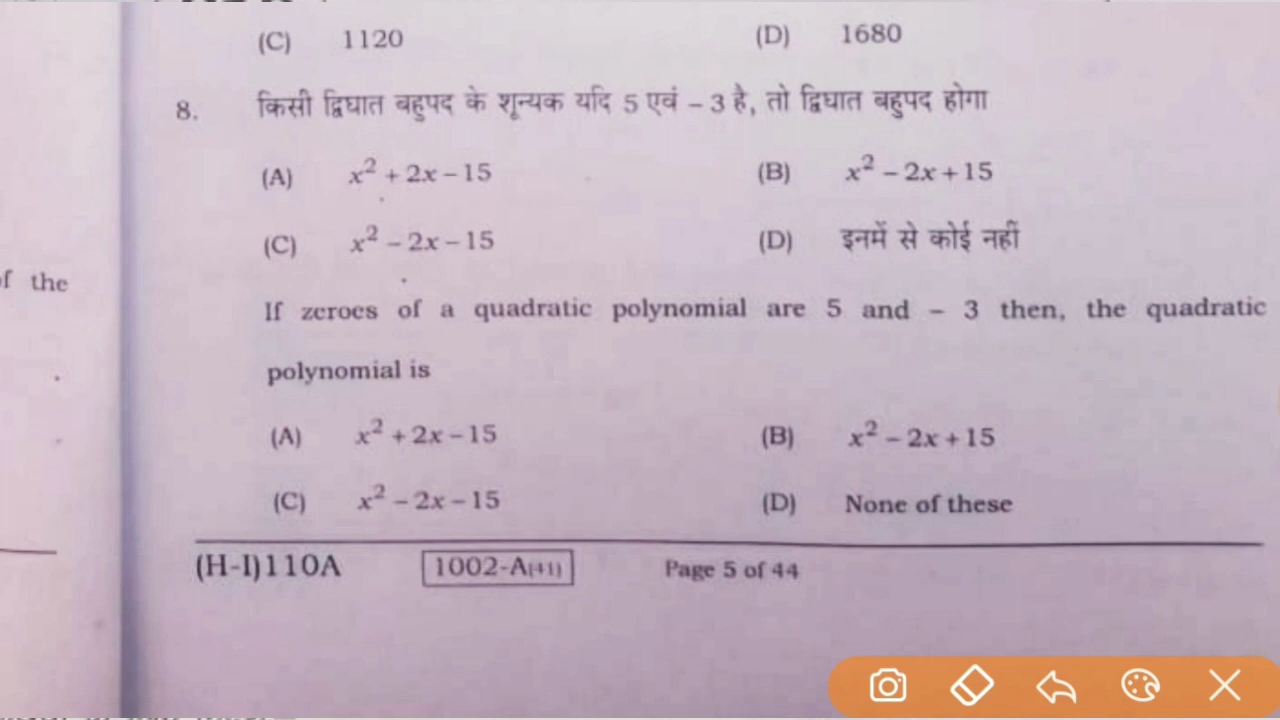 (C) 1120 (D) 1680
8. किसी द्विघात बहुपद के शून्यक यदि 5 एवं – 3 है, तो द्विघात बहुपद होगा
(A) x² + 2x – 15 (B) x² – 2x + 15
(C) x² – 2x – 15 (D) इनमें से कोई नहीं
of the
If zeroes of a quadratic polynomial are 5 and – 3 then, the quadratic
polynomial is
(A) x² + 2x – 15 (B) x² – 2x + 15
(C) x² – 2x – 15 (D) None of these
(H-I)110A 1002-A(41) Page 5 of 44